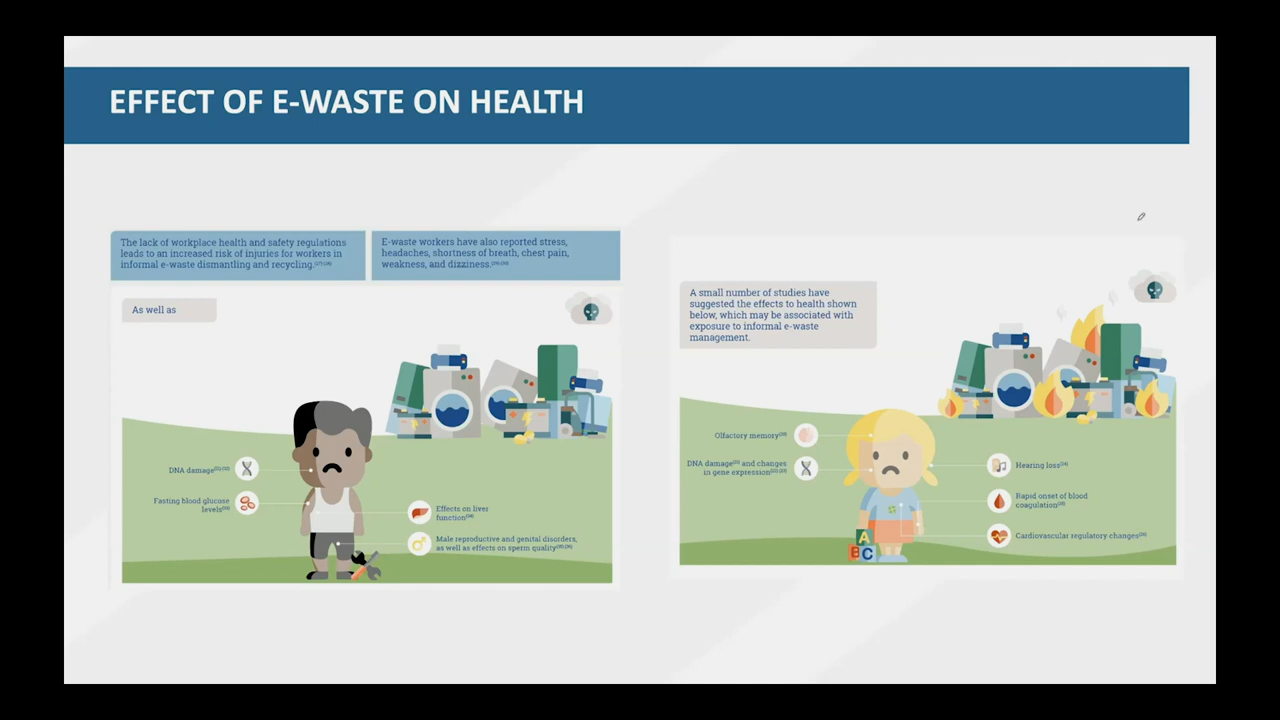 EFFECT OF E-WASTE ON HEALTH
The lack of workplace health and safety regulations
leads to an increased risk of injuries for workers in
informal e-waste dismantling and recycling.
E-waste workers have also reported stress,
headaches, shortness of breath, chest pain,
weakness, and dizziness.
As well as
DNA damage
Fasting blood glucose
levels
Effects on liver
function
Male reproductive and genital disorders,
as well as effects on sperm quality
A small number of studies have
suggested the effects to health shown
below, which may be associated with
exposure to informal e-waste
management.
Olfactory memory
DNA damage and changes
in gene expression
Hearing loss
Rapid onset of blood
coagulation
Cardiovascular regulatory changes
A
B C